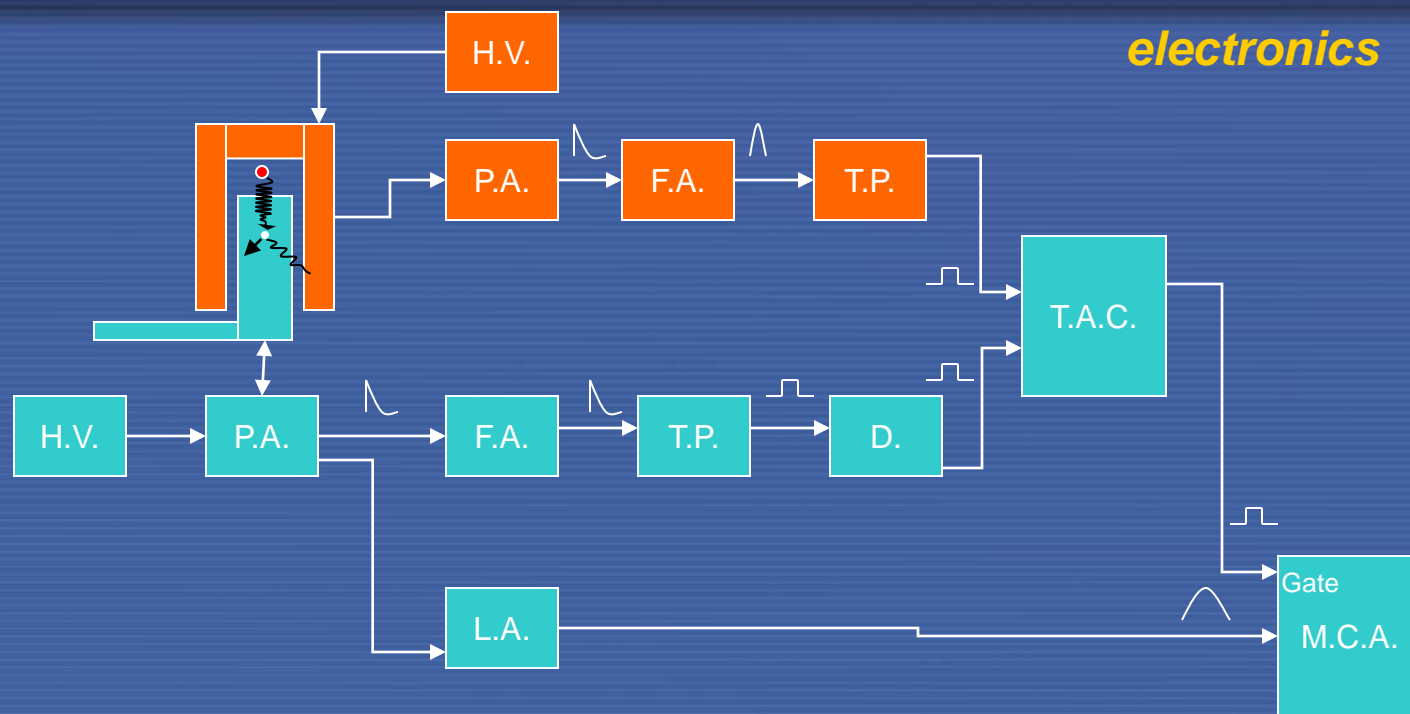 electronics
H.V.
P.A.
F.A.
T.P.
T.A.C.
H.V.
P.A.
F.A.
T.P.
D.
L.A.
Gate
M.C.A.